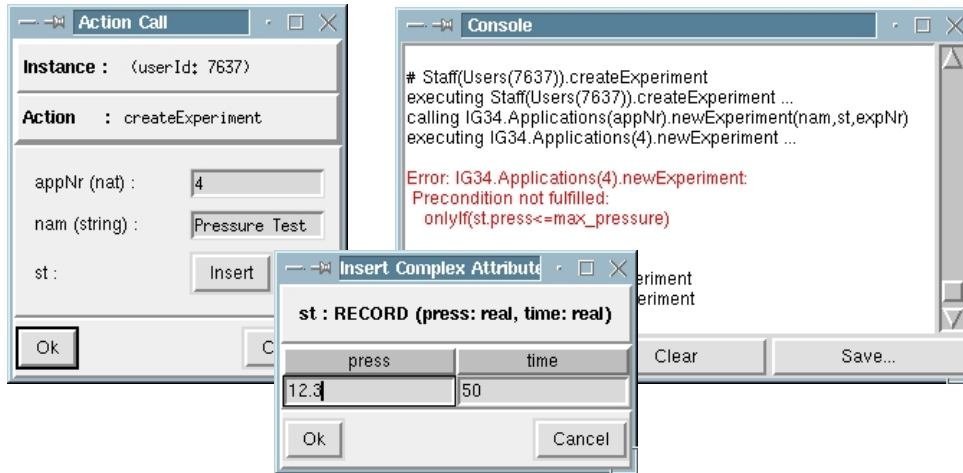 Action Call
Instance : (userId: 7637)
Action : createExperiment
appNr (nat) : 4
nam (string) : Pressure Test
st : Insert
Ok C
Console
# Staff(Users(7637)).createExperiment
executing Staff(Users(7637)).createExperiment ...
calling IG34.Applications(appNr).newExperiment(nam,st,expNr)
executing IG34.Applications(4).newExperiment ...
Error: IG34.Applications(4).newExperiment:
Precondition not fulfilled:
onlyIf(st.press<=max_pressure)
eriment
eriment
Clear Save...
Insert Complex Attribute
st : RECORD (press: real, time: real)
press time
12.3 50
Ok Cancel